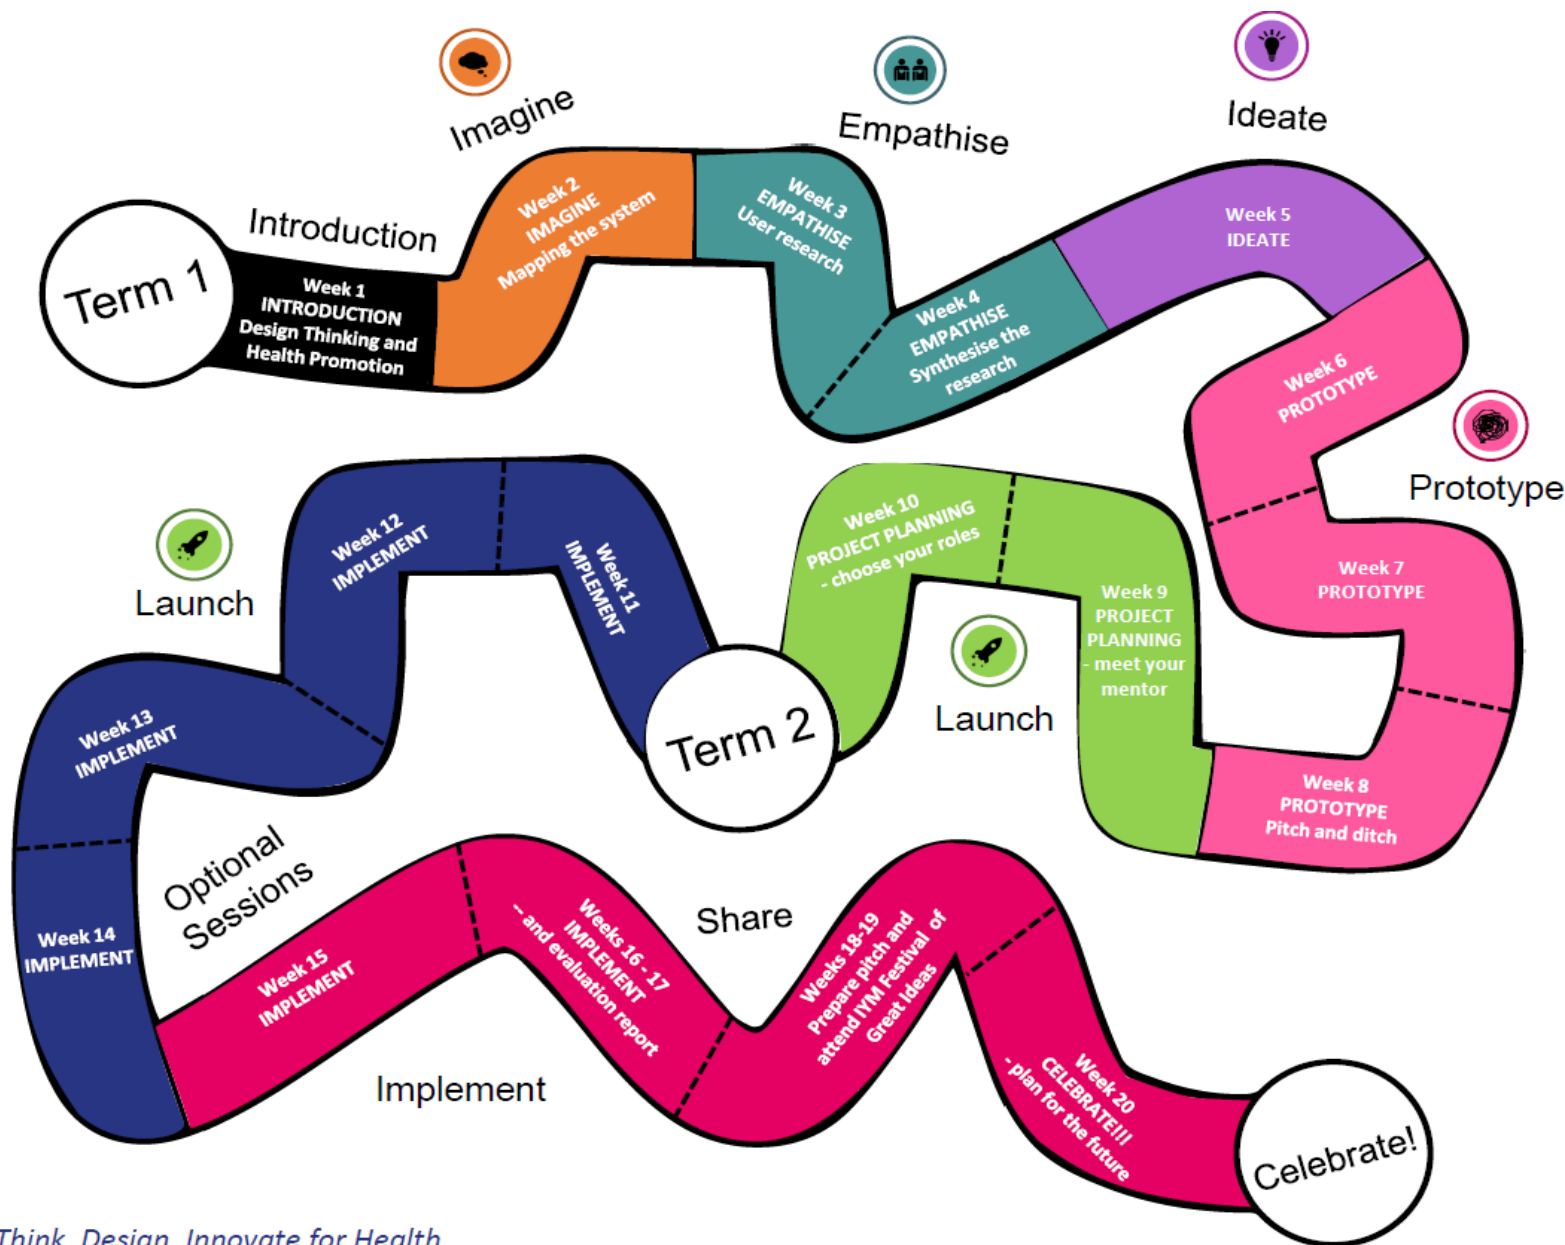 Imagine
Empathise
Ideate
Introduction
Term 1
Week 1
INTRODUCTION
Design Thinking and
Health Promotion
Week 2
IMAGINE
Mapping the system
Week 3
EMPATHISE
User research
Week 4
EMPATHISE
Synthesise the
research
Week 5
IDEATE
Week 6
PROTOTYPE
Prototype
Week 7
PROTOTYPE
Week 8
PROTOTYPE
Pitch and ditch
Week 9
PROJECT
PLANNING
- meet your
mentor
Launch
Week 10
PROJECT PLANNING
- choose your roles
Term 2
Week 11
IMPLEMENT
Week 12
IMPLEMENT
Launch
Week 13
IMPLEMENT
Week 14
IMPLEMENT
Optional
Sessions
Week 15
IMPLEMENT
Implement
Weeks 16 - 17
IMPLEMENT
-- and evaluation report
Share
Weeks 18-19
Prepare pitch and
attend IYM Festival of
Great Ideas
Week 20
CELEBRATE!!!
- plan for the future
Celebrate!
Think, Design, Innovate for Health